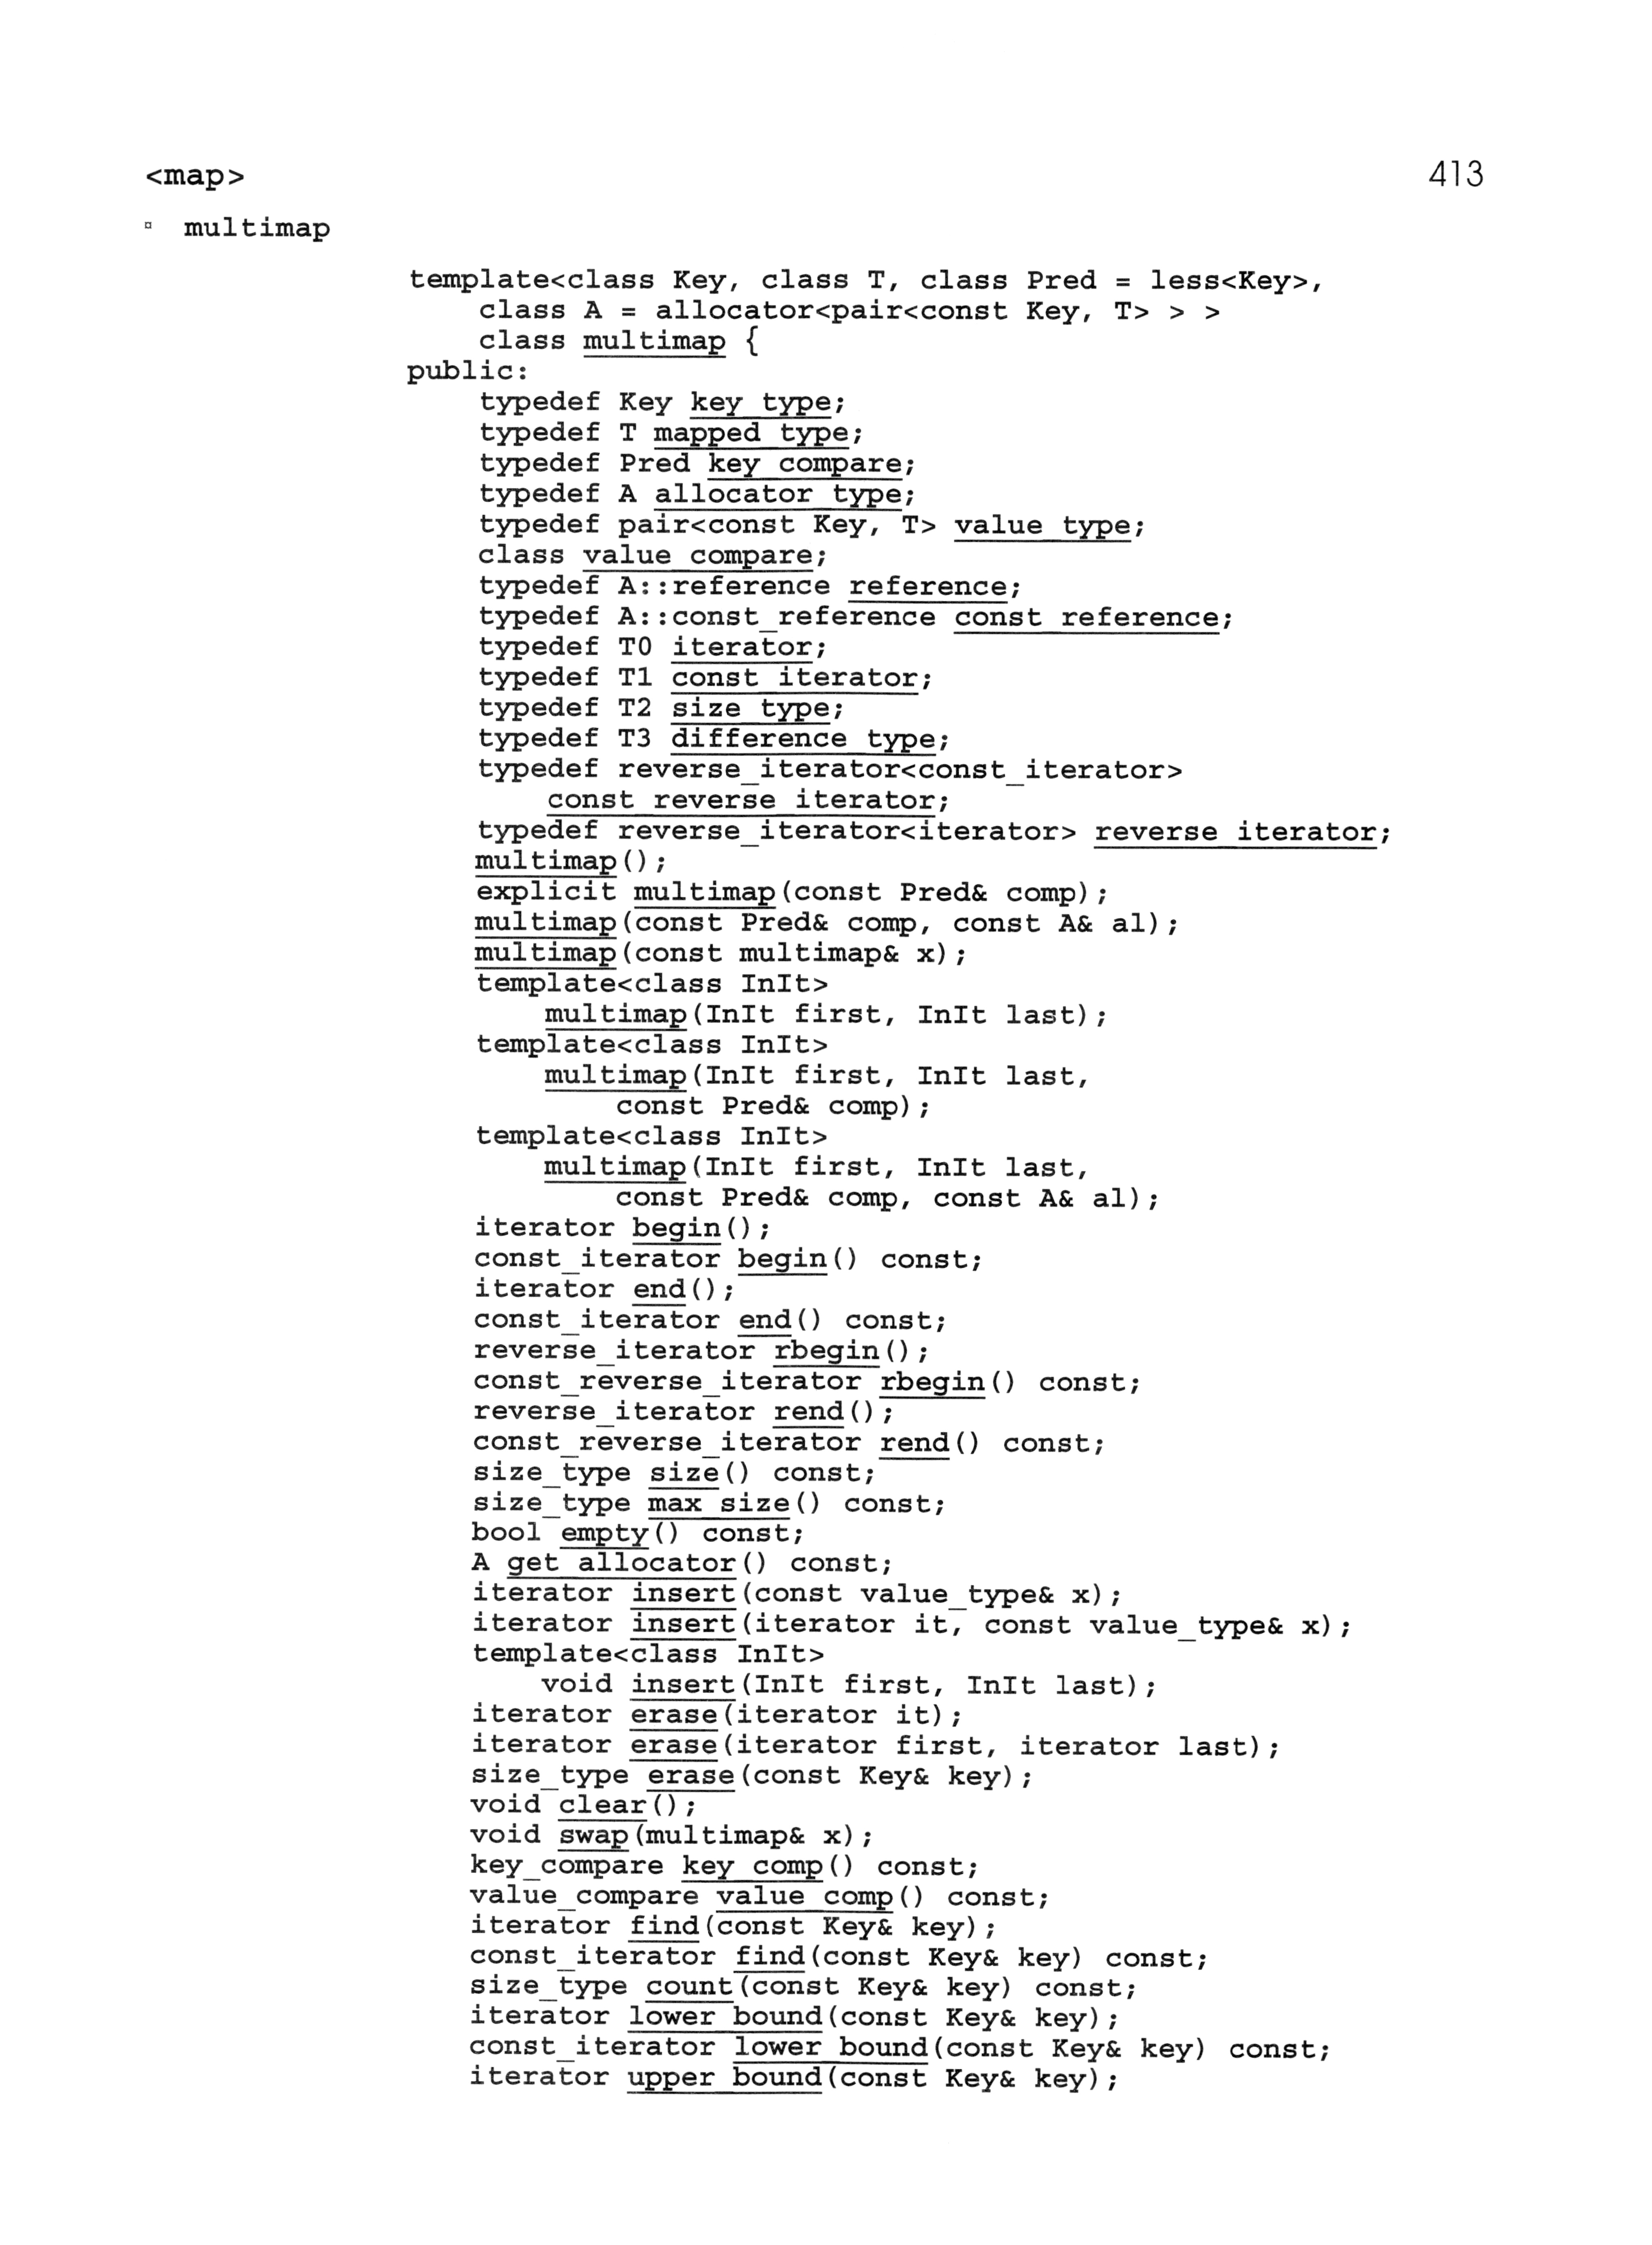 <map>
413
▫ multimap
template<class Key, class T, class Pred = less<Key>,
    class A = allocator<pair<const Key, T> > >
    class multimap {
public:
    typedef Key key_type;
    typedef T mapped_type;
    typedef Pred key_compare;
    typedef A allocator_type;
    typedef pair<const Key, T> value_type;
    class value_compare;
    typedef A::reference reference;
    typedef A::const_reference const_reference;
    typedef T0 iterator;
    typedef T1 const_iterator;
    typedef T2 size_type;
    typedef T3 difference_type;
    typedef reverse_iterator<const_iterator>
        const_reverse_iterator;
    typedef reverse_iterator<iterator> reverse_iterator;
    multimap();
    explicit multimap(const Pred& comp);
    multimap(const Pred& comp, const A& al);
    multimap(const multimap& x);
    template<class InIt>
        multimap(InIt first, InIt last);
    template<class InIt>
        multimap(InIt first, InIt last,
            const Pred& comp);
    template<class InIt>
        multimap(InIt first, InIt last,
            const Pred& comp, const A& al);
    iterator begin();
    const_iterator begin() const;
    iterator end();
    const_iterator end() const;
    reverse_iterator rbegin();
    const_reverse_iterator rbegin() const;
    reverse_iterator rend();
    const_reverse_iterator rend() const;
    size_type size() const;
    size_type max_size() const;
    bool empty() const;
    A get_allocator() const;
    iterator insert(const value_type& x);
    iterator insert(iterator it, const value_type& x);
    template<class InIt>
        void insert(InIt first, InIt last);
    iterator erase(iterator it);
    iterator erase(iterator first, iterator last);
    size_type erase(const Key& key);
    void clear();
    void swap(multimap& x);
    key_compare key_comp() const;
    value_compare value_comp() const;
    iterator find(const Key& key);
    const_iterator find(const Key& key) const;
    size_type count(const Key& key) const;
    iterator lower_bound(const Key& key);
    const_iterator lower_bound(const Key& key) const;
    iterator upper_bound(const Key& key);